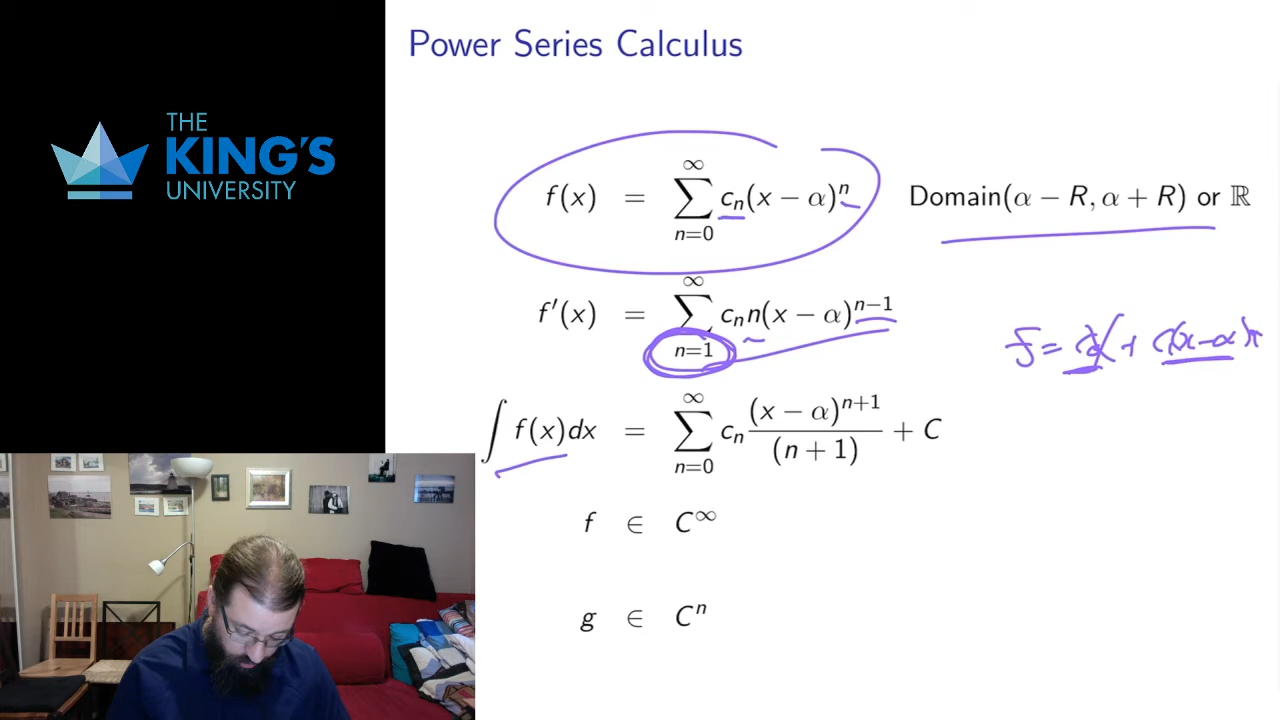 THE
KING'S
UNIVERSITY
Power Series Calculus
f(x) = ∑_{n=0}^{∞} c_n(x − α)^n Domain(α − R, α + R) or ℝ
f′(x) = ∑_{n=1}^{∞} c_n n(x − α)^{n−1}
∫ f(x)dx = ∑_{n=0}^{∞} c_n (x − α)^{n+1} / (n + 1) + C
f ∈ C^∞
g ∈ C^n